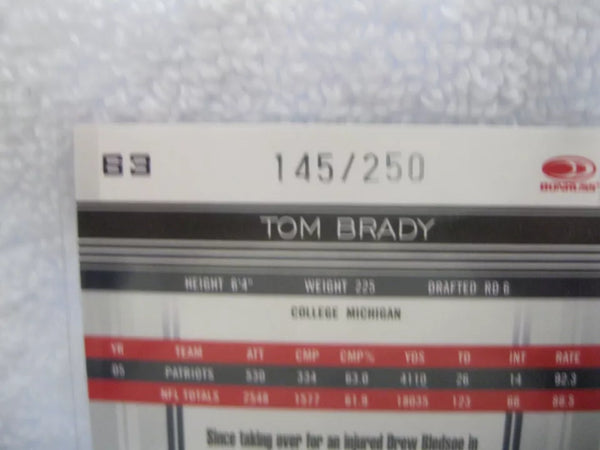 63 145/250 DONRUSS
TOM BRADY
HEIGHT 6'4" WEIGHT 225 DRAFTED RD 6
COLLEGE MICHIGAN
YR TEAM ATT CMP CMP% YDS TD INT RATE
05 PATRIOTS 530 334 63.0 4110 26 14 92.3
NFL TOTALS 2548 1577 61.9 18035 123 66 88.5
Since taking over for an injured Drew Bledsoe in